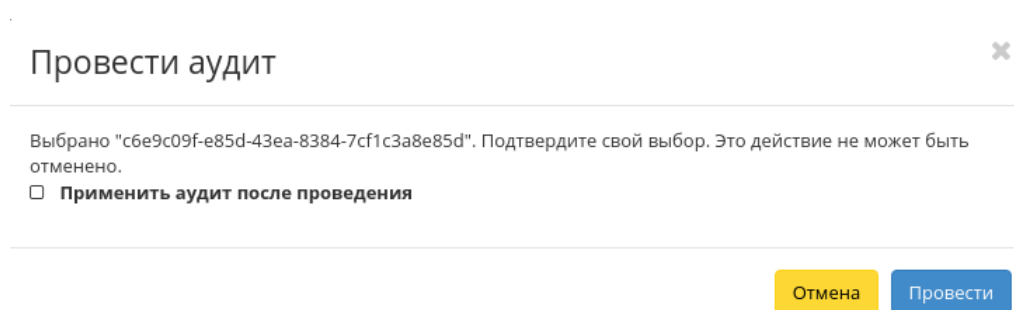 Провести аудит
Выбрано "c6e9c09f-e85d-43ea-8384-7cf1c3a8e85d". Подтвердите свой выбор. Это действие не может быть
отменено.
Применить аудит после проведения
Отмена
Провести